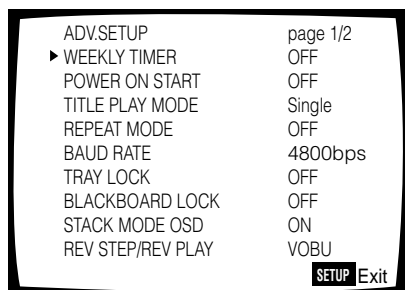 ADV.SETUP page 1/2
WEEKLY TIMER OFF
POWER ON START OFF
TITLE PLAY MODE Single
REPEAT MODE OFF
BAUD RATE 4800bps
TRAY LOCK OFF
BLACKBOARD LOCK OFF
STACK MODE OSD ON
REV STEP/REV PLAY VOBU
SETUP Exit